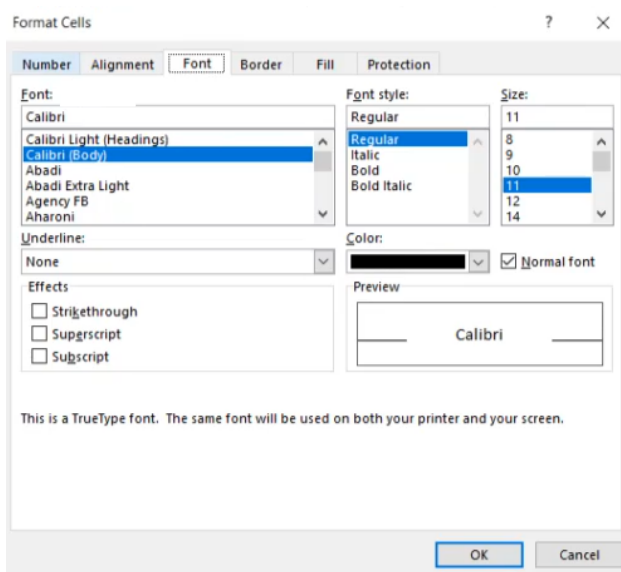 Format Cells ? ×
Number Alignment Font Border Fill Protection
Font: Font style: Size:
Calibri Regular 11
Calibri Light (Headings) Regular 8
Calibri (Body) Italic 9
Abadi Bold 10
Abadi Extra Light Bold Italic 11
Agency FB 12
Aharoni 14
Underline: Color:
None Normal font
Effects Preview
Strikethrough
Superscript Calibri
Subscript
This is a TrueType font. The same font will be used on both your printer and your screen.
OK Cancel